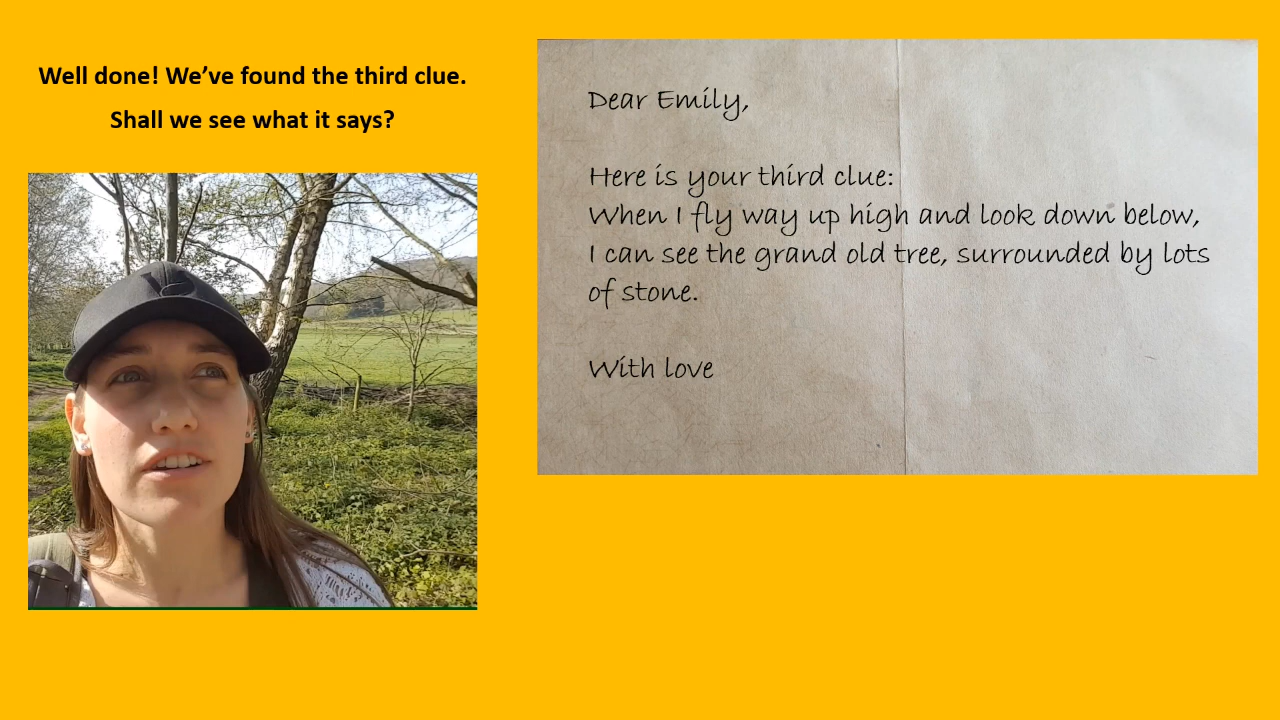 Well done! We’ve found the third clue.
Shall we see what it says?
Dear Emily,
Here is your third clue:
When I fly way up high and look down below,
I can see the grand old tree, surrounded by lots
of stone.
With love